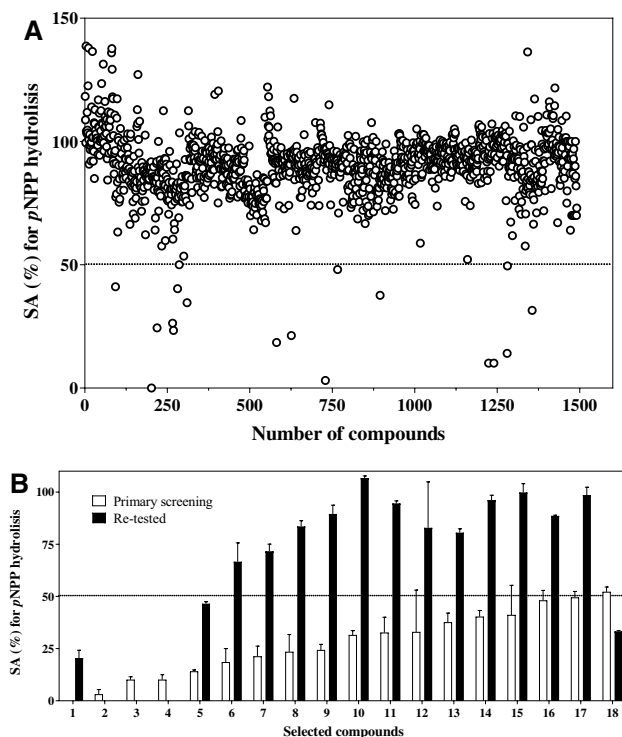 A
150
100
50
0
SA (%) for pNPP hydrolisis
0 250 500 750 1000 1250 1500
Number of compounds
B
Primary screening
Re-tested
100
75
50
25
0
SA (%) for pNPP hydrolisis
1 2 3 4 5 6 7 8 9 10 11 12 13 14 15 16 17 18
Selected compounds